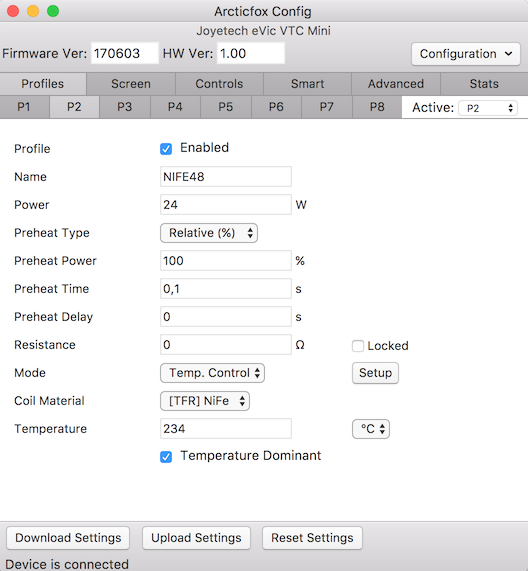 Arcticfox Config
Joyetech eVic VTC Mini
Firmware Ver: 170603 HW Ver: 1.00 Configuration
Profiles Screen Controls Smart Advanced Stats
P1 P2 P3 P4 P5 P6 P7 P8 Active: P2
Profile Enabled
Name NIFE48
Power 24 W
Preheat Type Relative (%)
Preheat Power 100 %
Preheat Time 0,1 s
Preheat Delay 0 s
Resistance 0 Ω Locked
Mode Temp. Control Setup
Coil Material [TFR] NiFe
Temperature 234 °C
Temperature Dominant
Download Settings Upload Settings Reset Settings
Device is connected